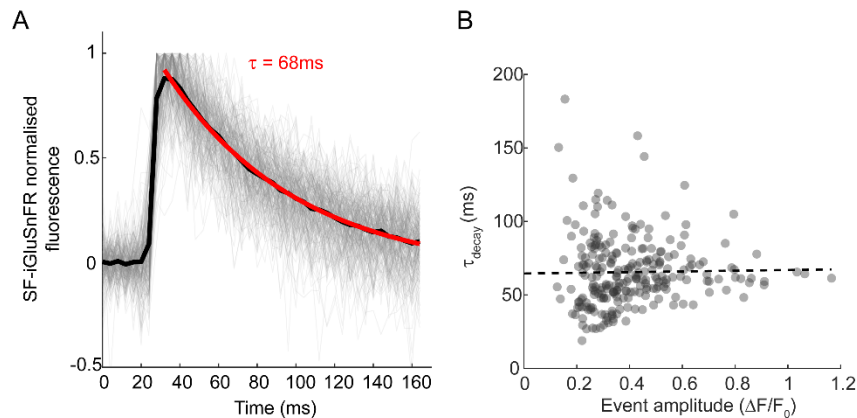 A
1
τ = 68ms
0.5
0
-0.5
SF-iGluSnFR normalised
fluorescence
0 20 40 60 80 100 120 140 160
Time (ms)
B
200
150
100
50
0
τdecay (ms)
0 0.2 0.4 0.6 0.8 1 1.2
Event amplitude (ΔF/F0)